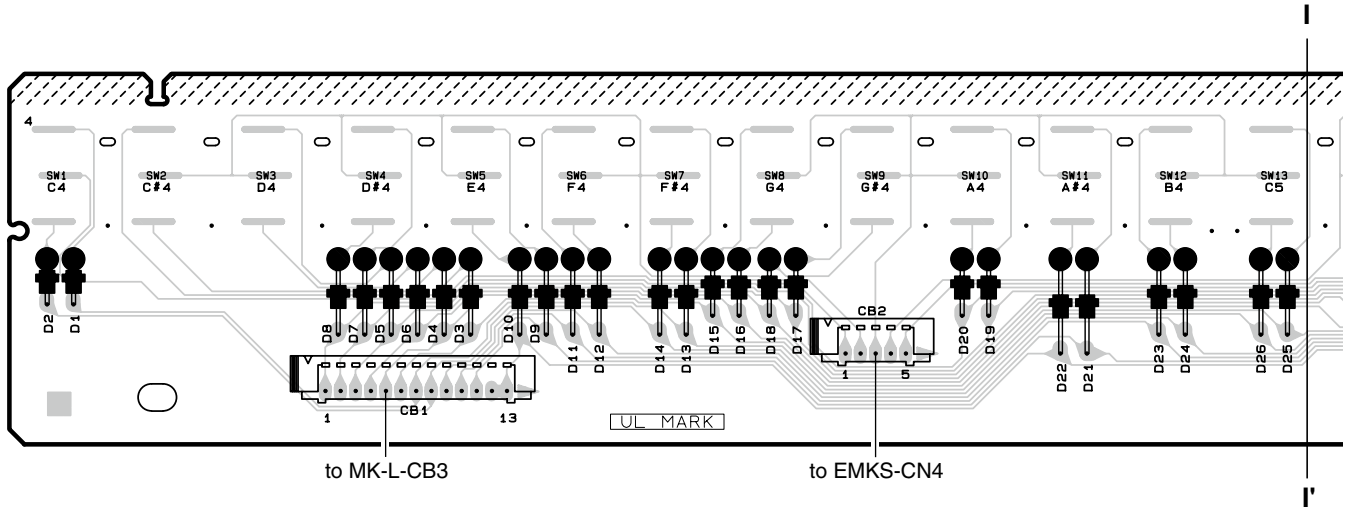 I
4
SW1 SW2 SW3 SW4 SW5 SW6 SW7 SW8 SW9 SW10 SW11 SW12 SW13
C4 C#4 D4 D#4 E4 F4 F#4 G4 G#4 A4 A#4 B4 C5
D2 D1 D8 D7 D5 D6 D4 D3 D10 D9 D11 D12 D14 D13 D15 D16 D18 D17 D20 D19 D22 D21 D23 D24 D26 D25
CB2
1 5
CB1
1 13
UL MARK
to MK-L-CB3 to EMKS-CN4
I'